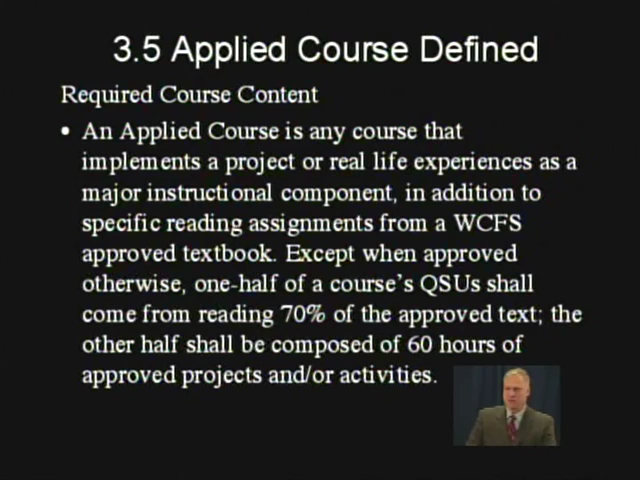 3.5 Applied Course Defined
Required Course Content
• An Applied Course is any course that
implements a project or real life experiences as a
major instructional component, in addition to
specific reading assignments from a WCFS
approved textbook. Except when approved
otherwise, one-half of a course's QSUs shall
come from reading 70% of the approved text; the
other half shall be composed of 60 hours of
approved projects and/or activities.